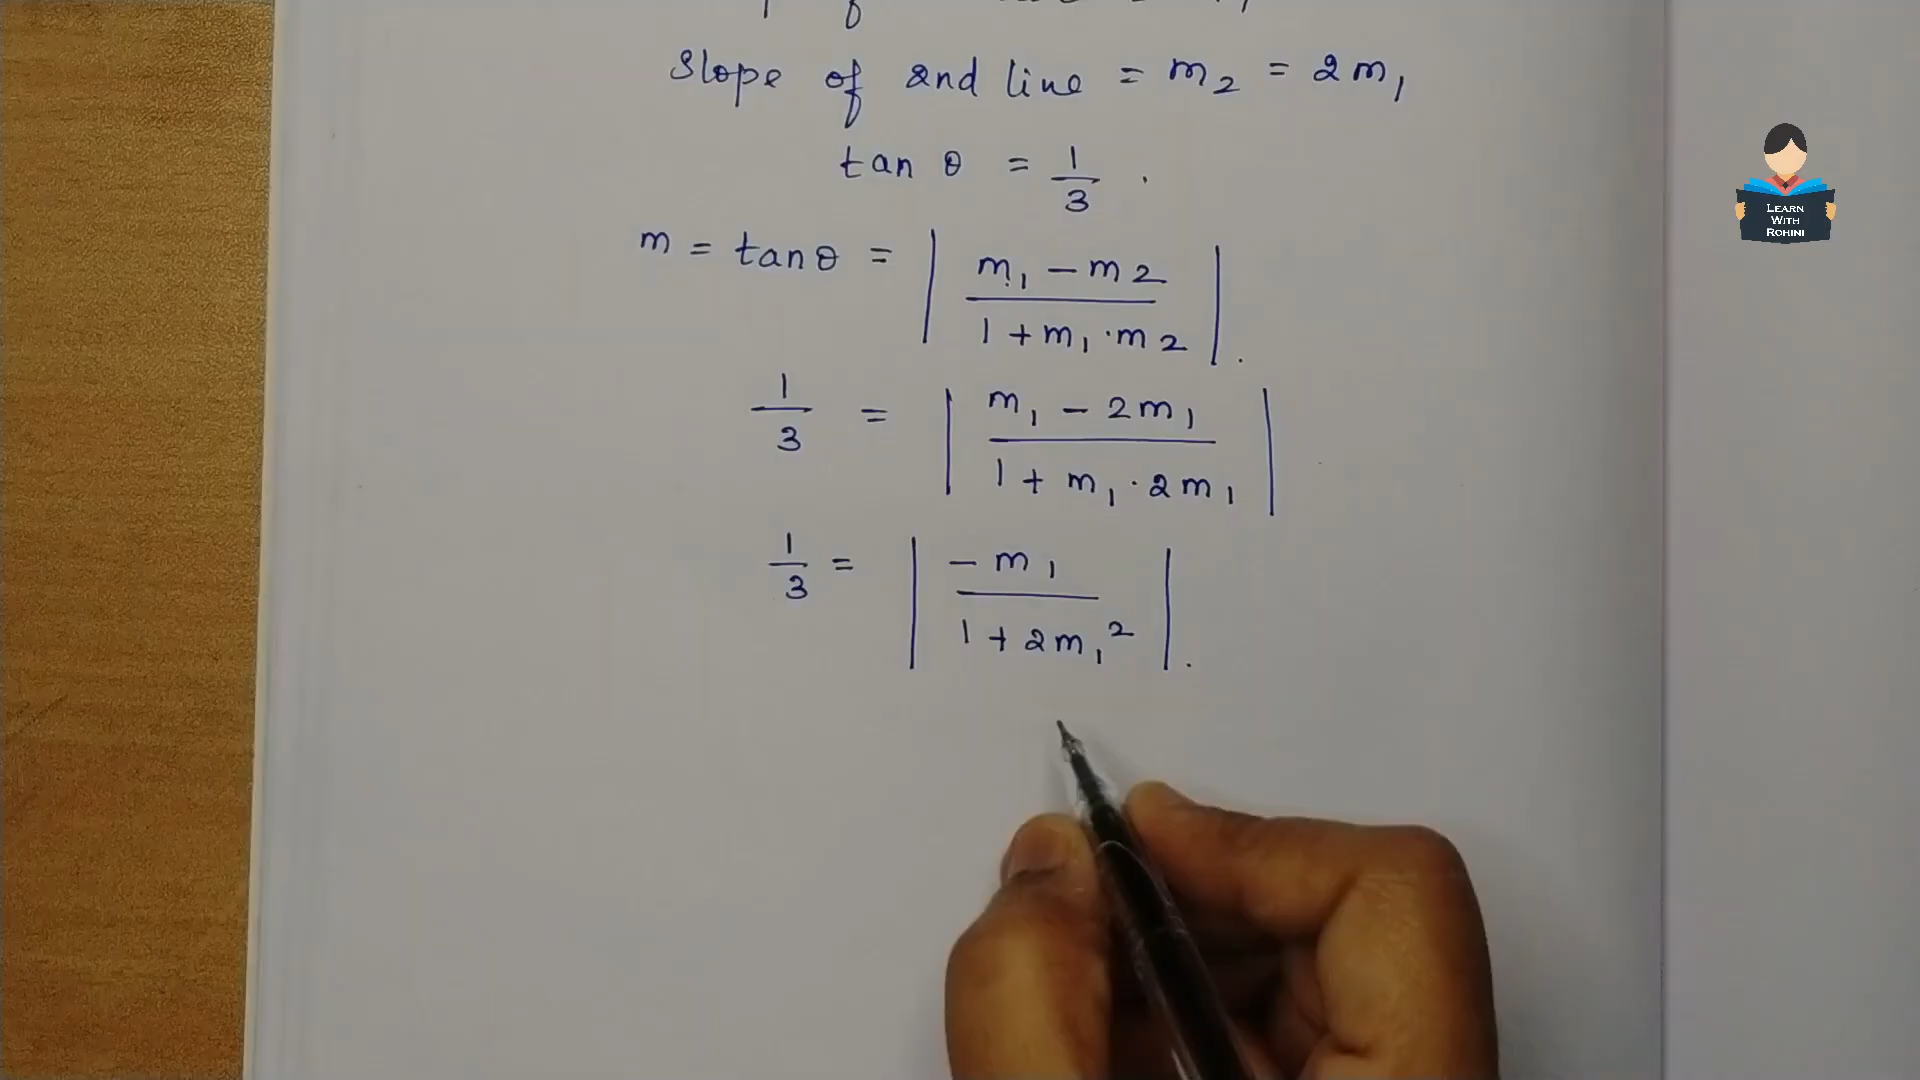 Slope of 2nd line = m₂ = 2m₁
tan θ = 1/3 .
m = tanθ = | m₁ - m2 / 1 + m₁ · m2 | .
1/3 = | m₁ - 2m₁ / 1 + m₁ · 2m₁ |
1/3 = | - m₁ / 1 + 2m₁² | .
LEARN
WITH
ROHINI